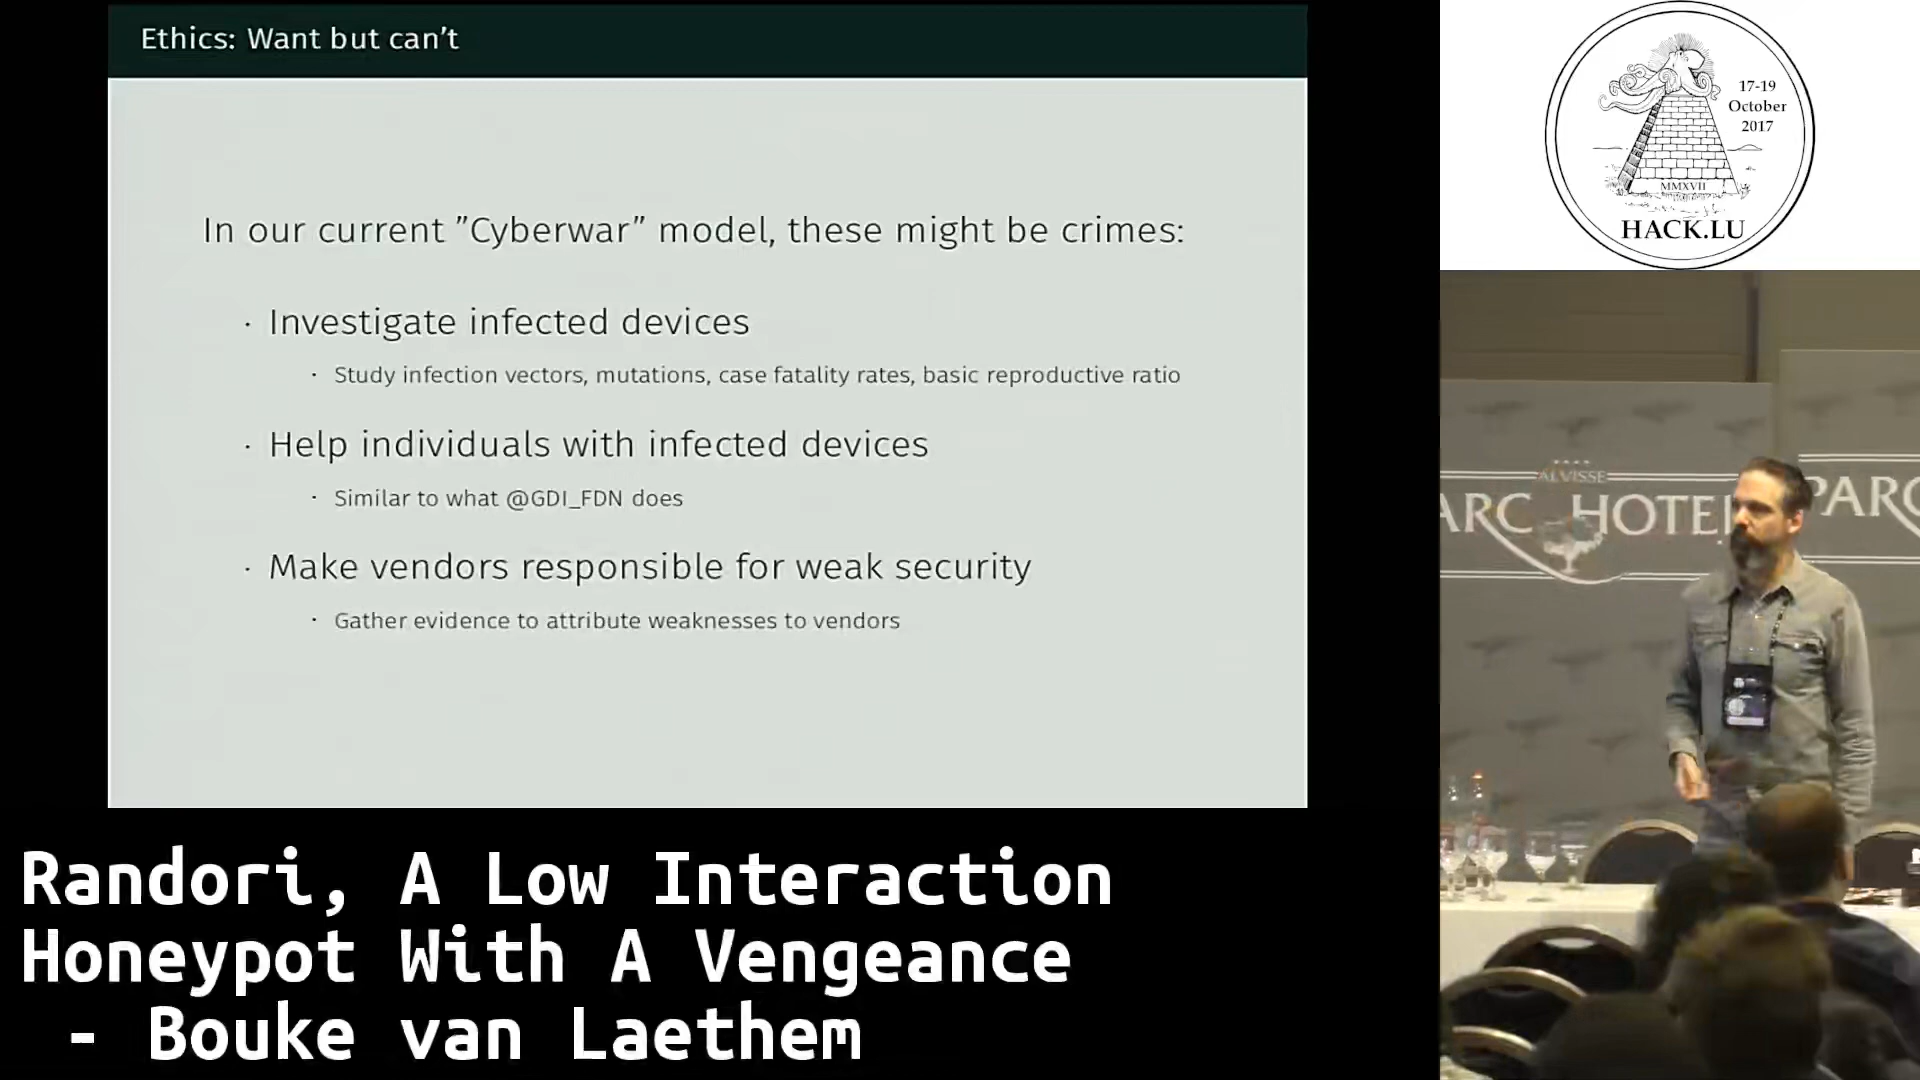 Ethics: Want but can't
In our current "Cyberwar" model, these might be crimes:
· Investigate infected devices
· Study infection vectors, mutations, case fatality rates, basic reproductive ratio
· Help individuals with infected devices
· Similar to what @GDI_FDN does
· Make vendors responsible for weak security
· Gather evidence to attribute weaknesses to vendors
Randori, A Low Interaction
Honeypot With A Vengeance
- Bouke van Laethem
17-19
October
2017
MMXVII
HACK.LU
ALVISSE
PARC HOTEL
PARC